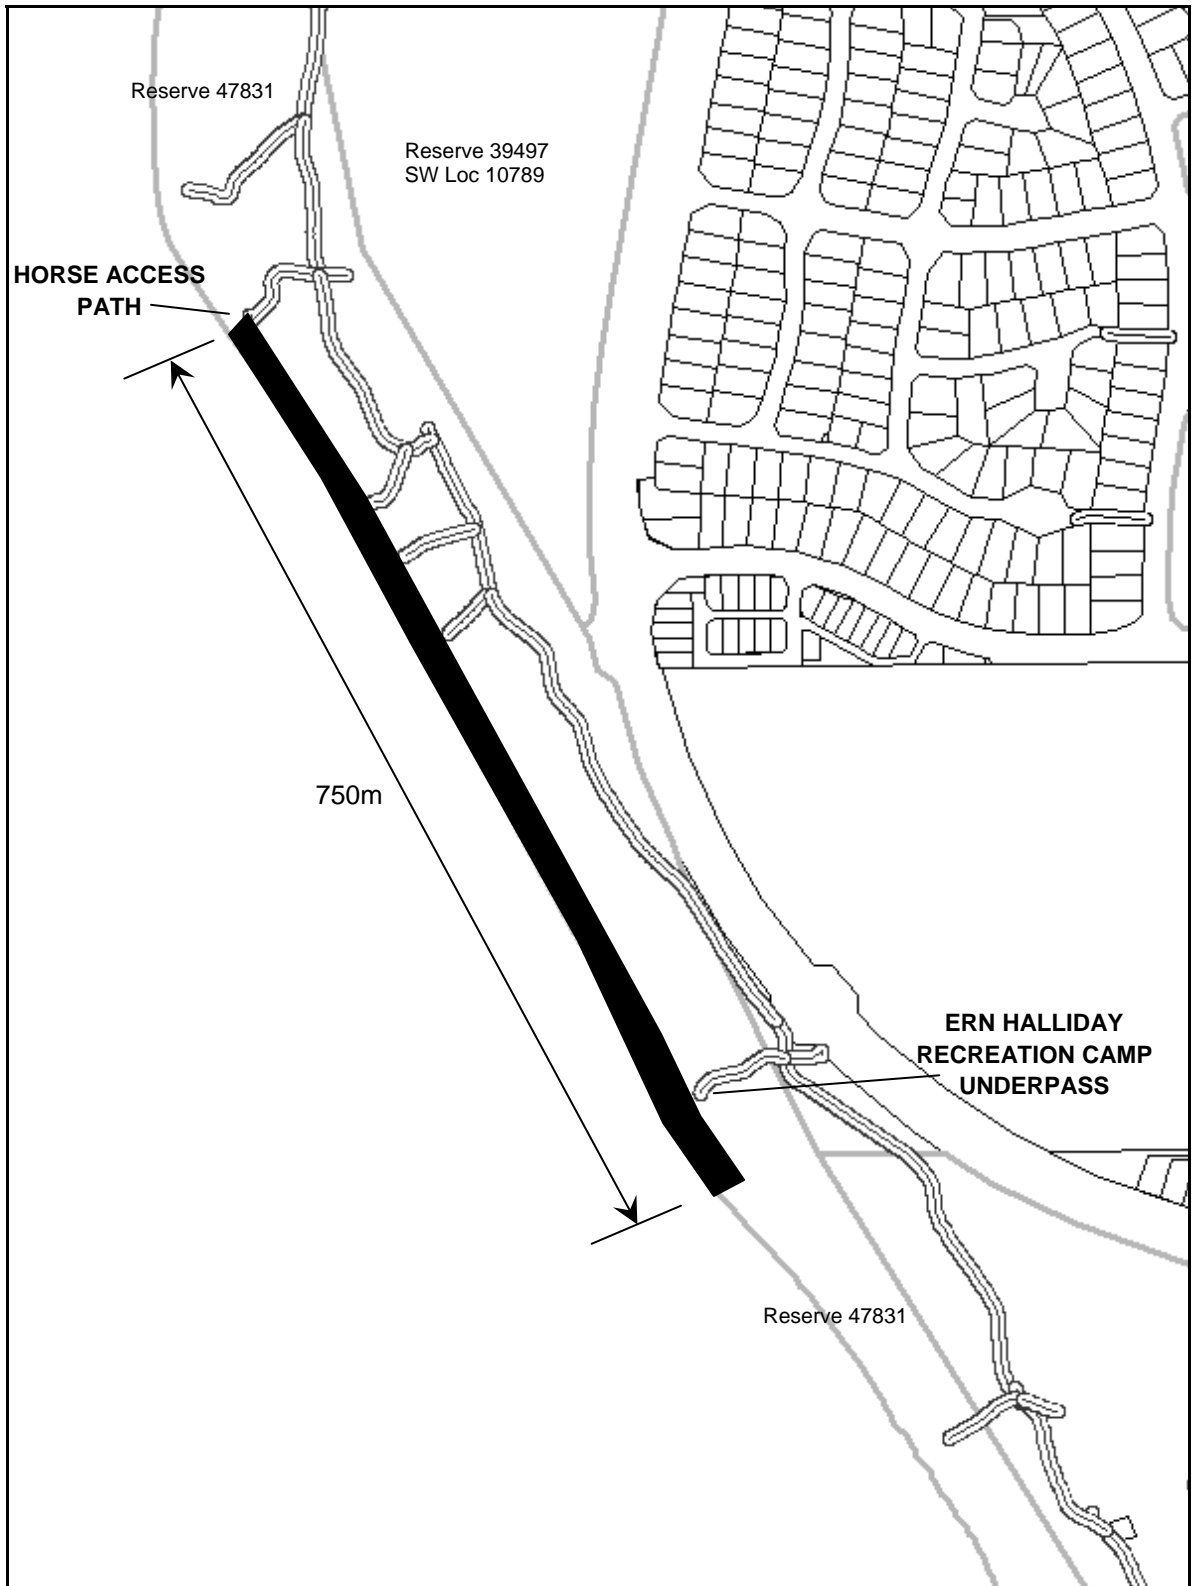 Reserve 47831
Reserve 39497
SW Loc 10789
HORSE ACCESS
PATH
750m
ERN HALLIDAY
RECREATION CAMP
UNDERPASS
Reserve 47831